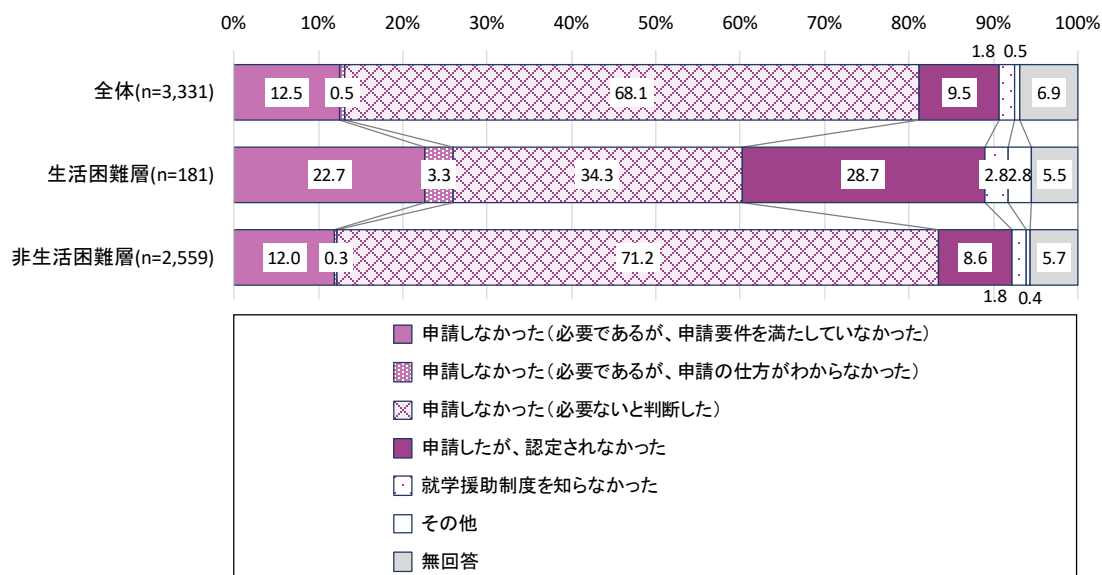 0% 10% 20% 30% 40% 50% 60% 70% 80% 90% 100%
1.8 0.5
全体(n=3,331) 12.5 0.5 68.1 9.5 6.9
生活困難層(n=181) 22.7 3.3 34.3 28.7 2.8 2.8 5.5
非生活困難層(n=2,559) 12.0 0.3 71.2 8.6 5.7
1.8 0.4
申請しなかった(必要であるが、申請要件を満たしていなかった)
申請しなかった(必要であるが、申請の仕方がわからなかった)
申請しなかった(必要ないと判断した)
申請したが、認定されなかった
就学援助制度を知らなかった
その他
無回答